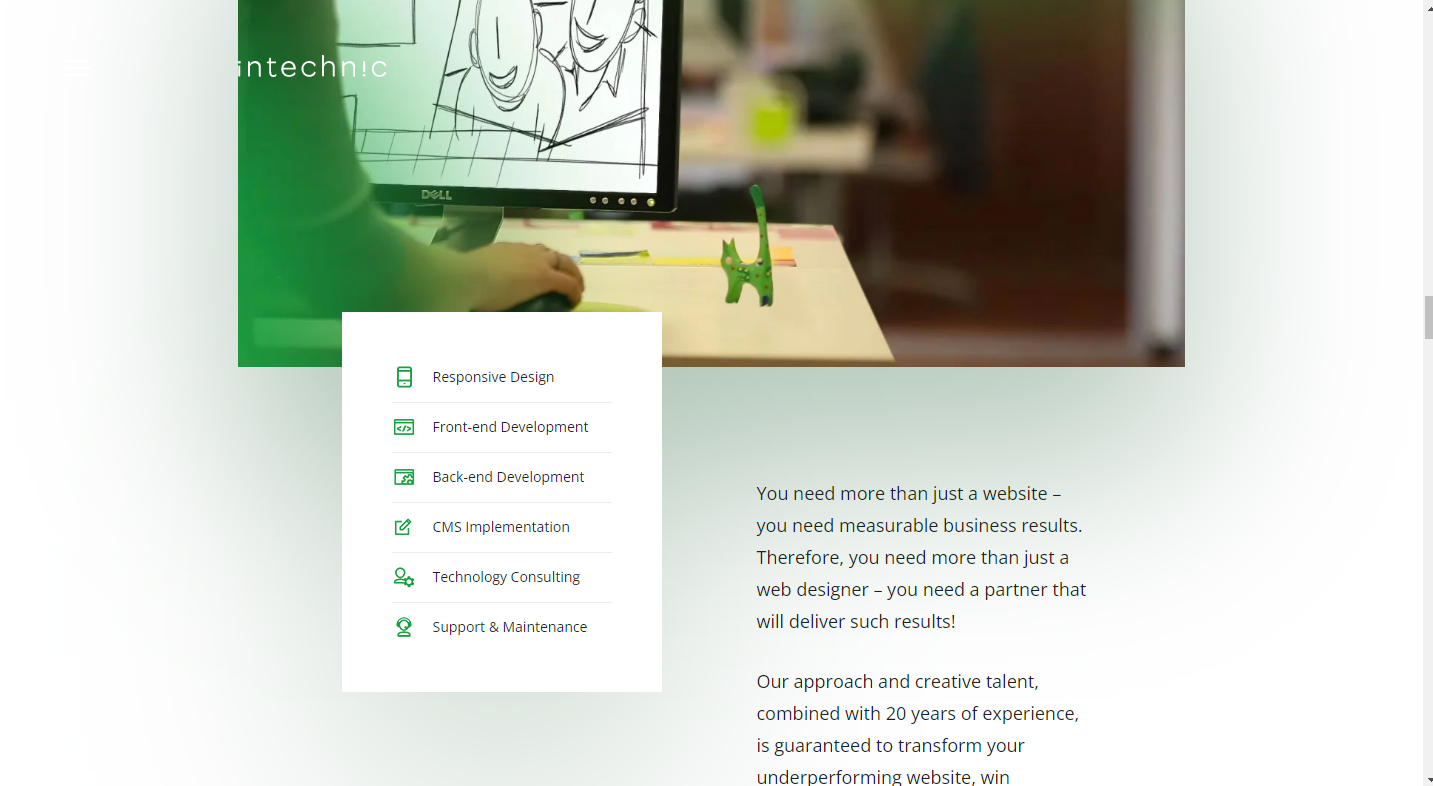 intechn!c
DELL
Responsive Design
Front-end Development
Back-end Development
CMS Implementation
Technology Consulting
Support & Maintenance
You need more than just a website –
you need measurable business results.
Therefore, you need more than just a
web designer – you need a partner that
will deliver such results!
Our approach and creative talent,
combined with 20 years of experience,
is guaranteed to transform your
underperforming website, win